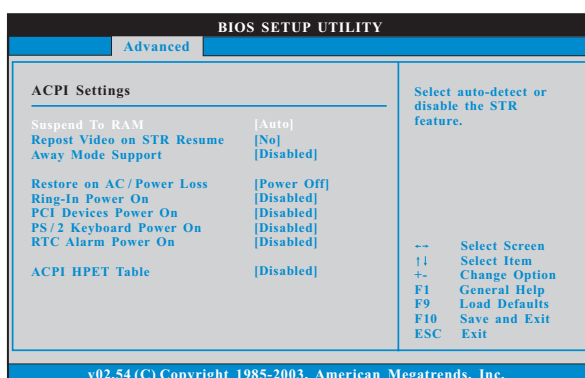 BIOS SETUP UTILITY
Advanced
ACPI Settings
Suspend To RAM [Auto]
Repost Video on STR Resume [No]
Away Mode Support [Disabled]
Restore on AC / Power Loss [Power Off]
Ring-In Power On [Disabled]
PCI Devices Power On [Disabled]
PS / 2 Keyboard Power On [Disabled]
RTC Alarm Power On [Disabled]
ACPI HPET Table [Disabled]
Select auto-detect or
disable the STR
feature.
←→ Select Screen
↑↓ Select Item
+- Change Option
F1 General Help
F9 Load Defaults
F10 Save and Exit
ESC Exit
v02.54 (C) Copyright 1985-2003, American Megatrends, Inc.